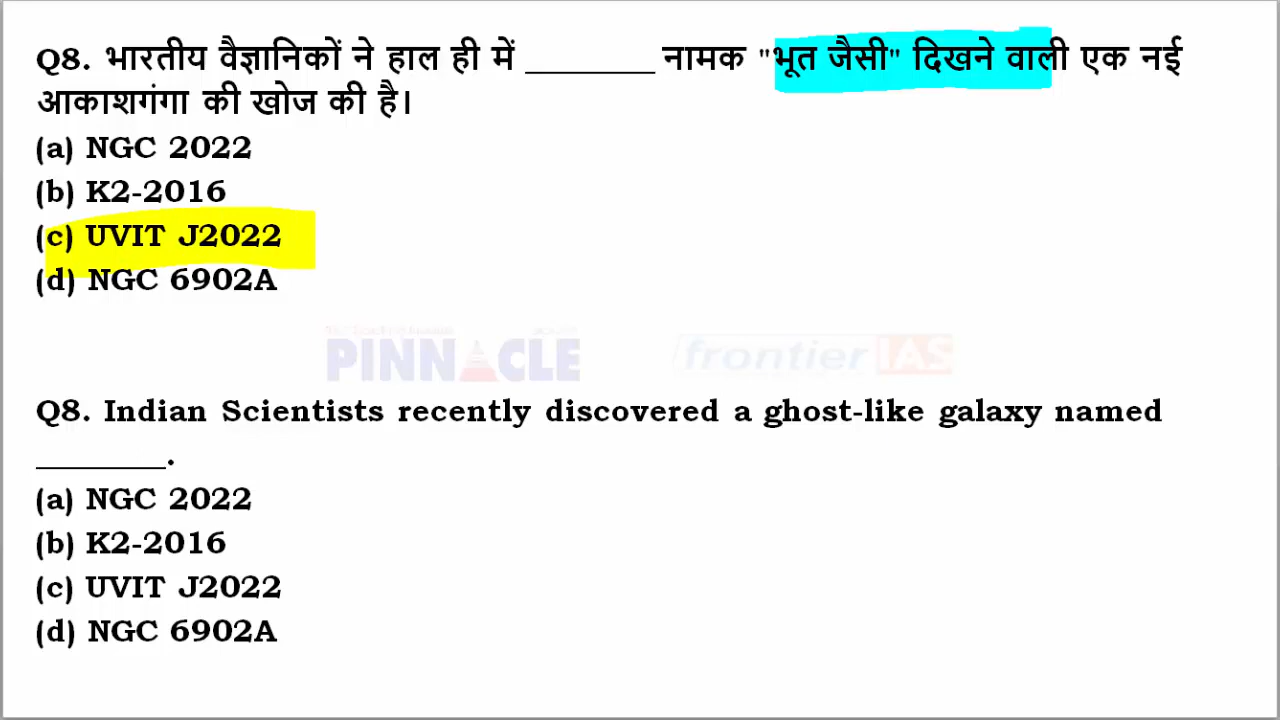 Q8. भारतीय वैज्ञानिकों ने हाल ही में ________ नामक "भूत जैसी" दिखने वाली एक नई
आकाशगंगा की खोज की है।
(a) NGC 2022
(b) K2-2016
(c) UVIT J2022
(d) NGC 6902A
PINNACLE frontier IAS
Q8. Indian Scientists recently discovered a ghost-like galaxy named
________.
(a) NGC 2022
(b) K2-2016
(c) UVIT J2022
(d) NGC 6902A